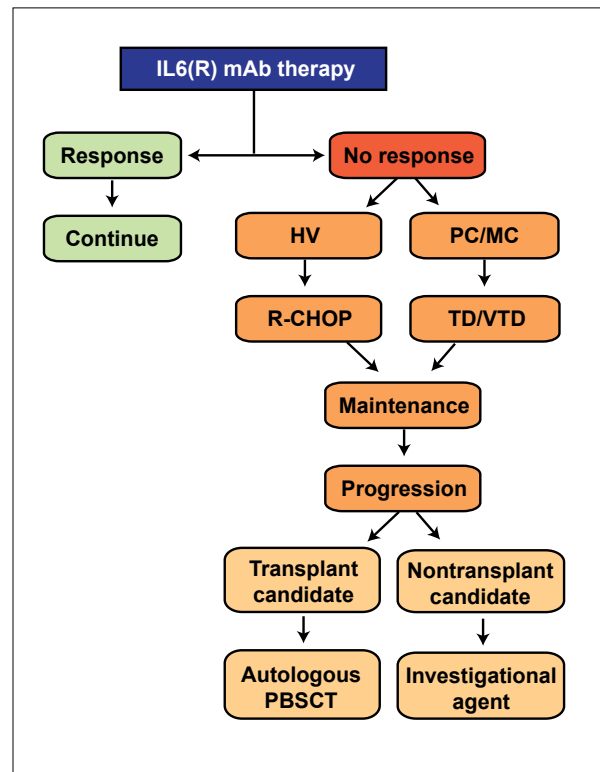 IL6(R) mAb therapy
Response
No response
Continue
HV
PC/MC
R-CHOP
TD/VTD
Maintenance
Progression
Transplant
candidate
Nontransplant
candidate
Autologous
PBSCT
Investigational
agent